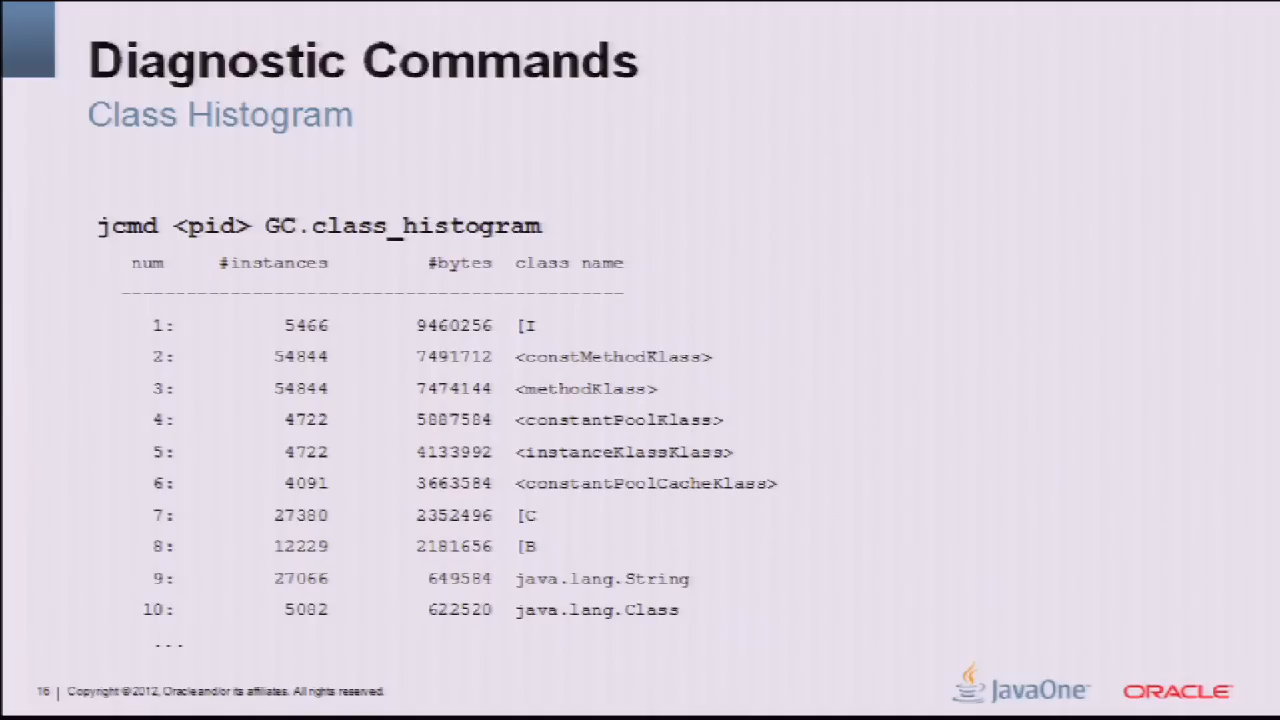 Diagnostic Commands
Class Histogram
jcmd <pid> GC.class_histogram
num #instances #bytes class name
----------------------------------------------
1: 5466 9460256 [I
2: 54844 7491712 <constMethodKlass>
3: 54844 7474144 <methodKlass>
4: 4722 5887584 <constantPoolKlass>
5: 4722 4133992 <instanceKlassKlass>
6: 4091 3663584 <constantPoolCacheKlass>
7: 27380 2352496 [C
8: 12229 2181656 [B
9: 27066 649584 java.lang.String
10: 5082 622520 java.lang.Class
...
16 | Copyright © 2012, Oracle and/or its affiliates. All rights reserved.
JavaOne™ ORACLE